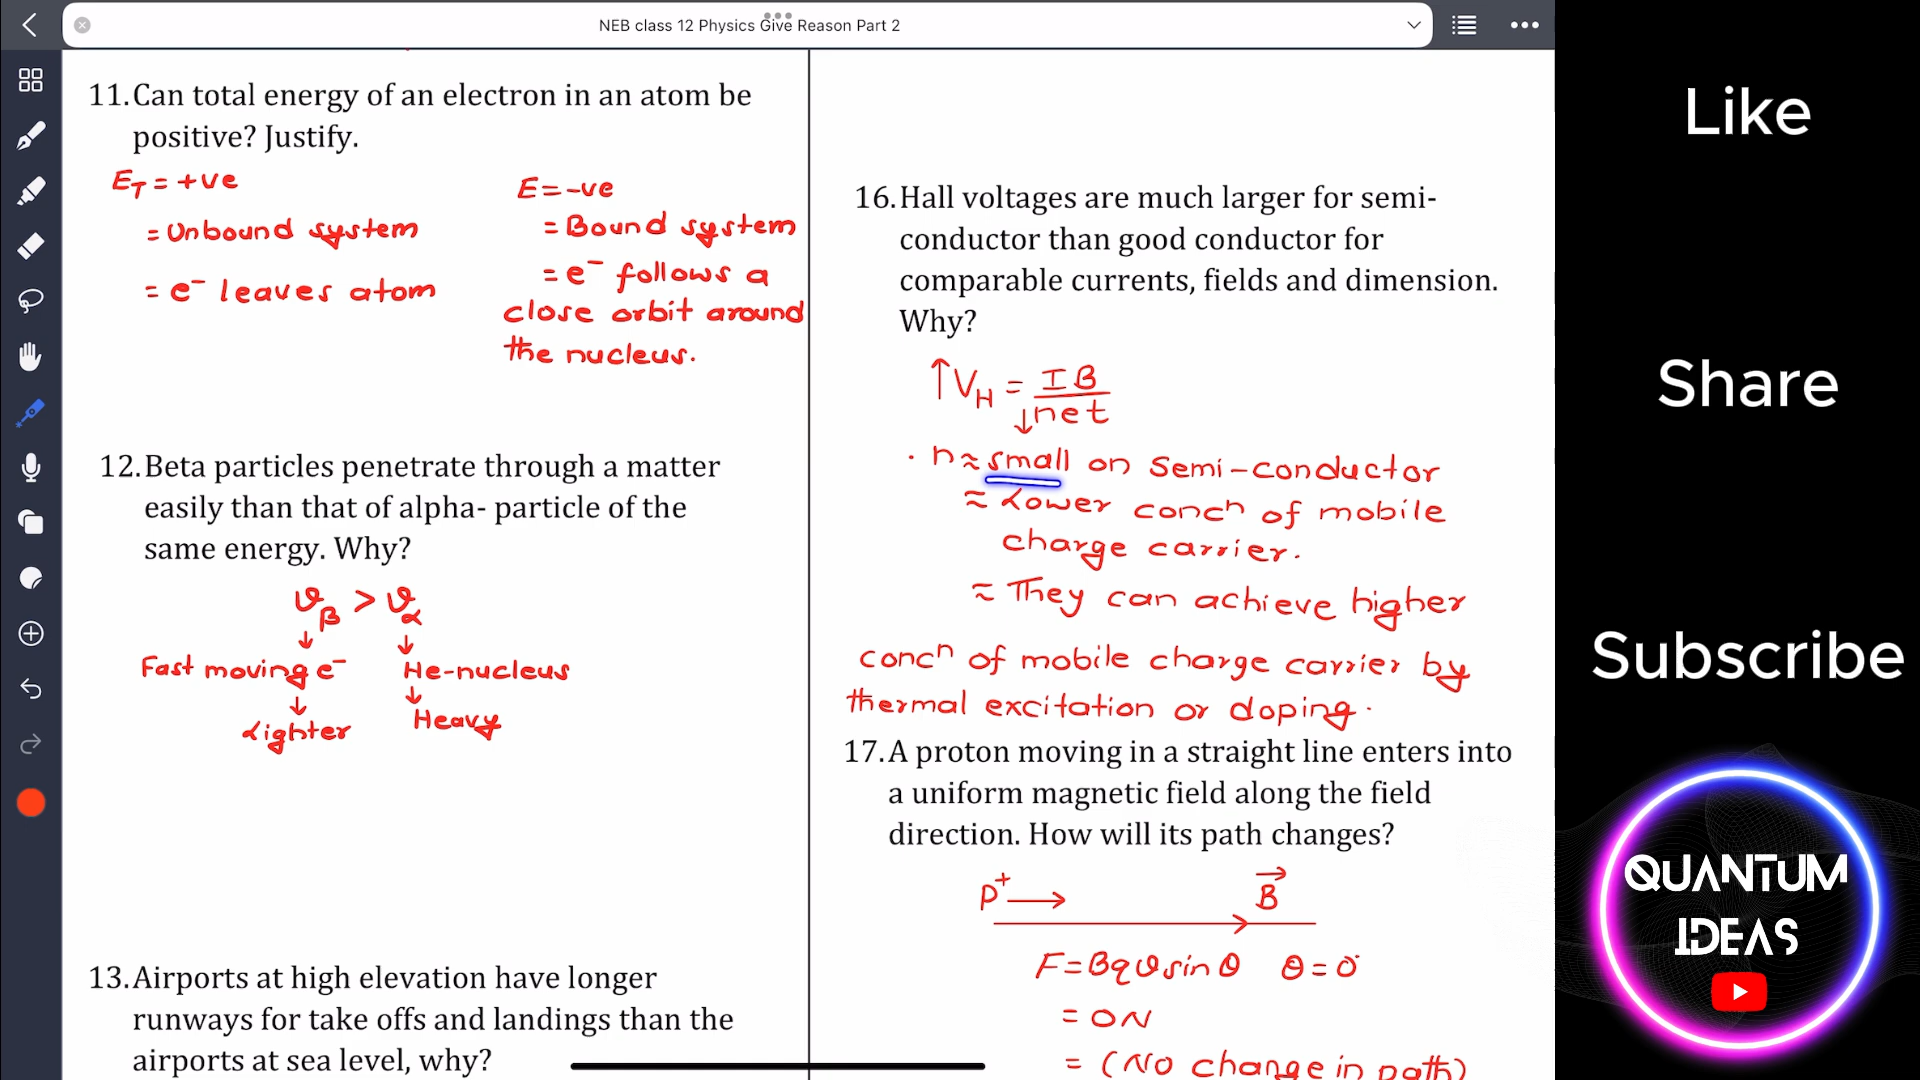 NEB class 12 Physics Give Reason Part 2
11. Can total energy of an electron in an atom be
positive? Justify.
E_T = +ve
= Unbound system
= e⁻ leaves atom
E = -ve
= Bound system
= e⁻ follows a
close orbit around
the nucleus.
12. Beta particles penetrate through a matter
easily than that of alpha- particle of the
same energy. Why?
ϑ_β > ϑ_α
↓ ↓
Fast moving e⁻ He-nucleus
↓ ↓
Lighter Heavy
13. Airports at high elevation have longer
runways for take offs and landings than the
airports at sea level, why?
16. Hall voltages are much larger for semi-
conductor than good conductor for
comparable currents, fields and dimension.
Why?
↑V_H = IB
↓net
· n ≈ small on semi-conductor
≈ Lower concⁿ of mobile
charge carrier.
≈ They can achieve higher
concⁿ of mobile charge carrier by
thermal excitation or doping.
17. A proton moving in a straight line enters into
a uniform magnetic field along the field
direction. How will its path changes?
P⁺→ B⃗
F = Bqϑ sin θ θ = 0°
= 0N
= (No change in path)
Like
Share
Subscribe
QUANTUM
IDEAS